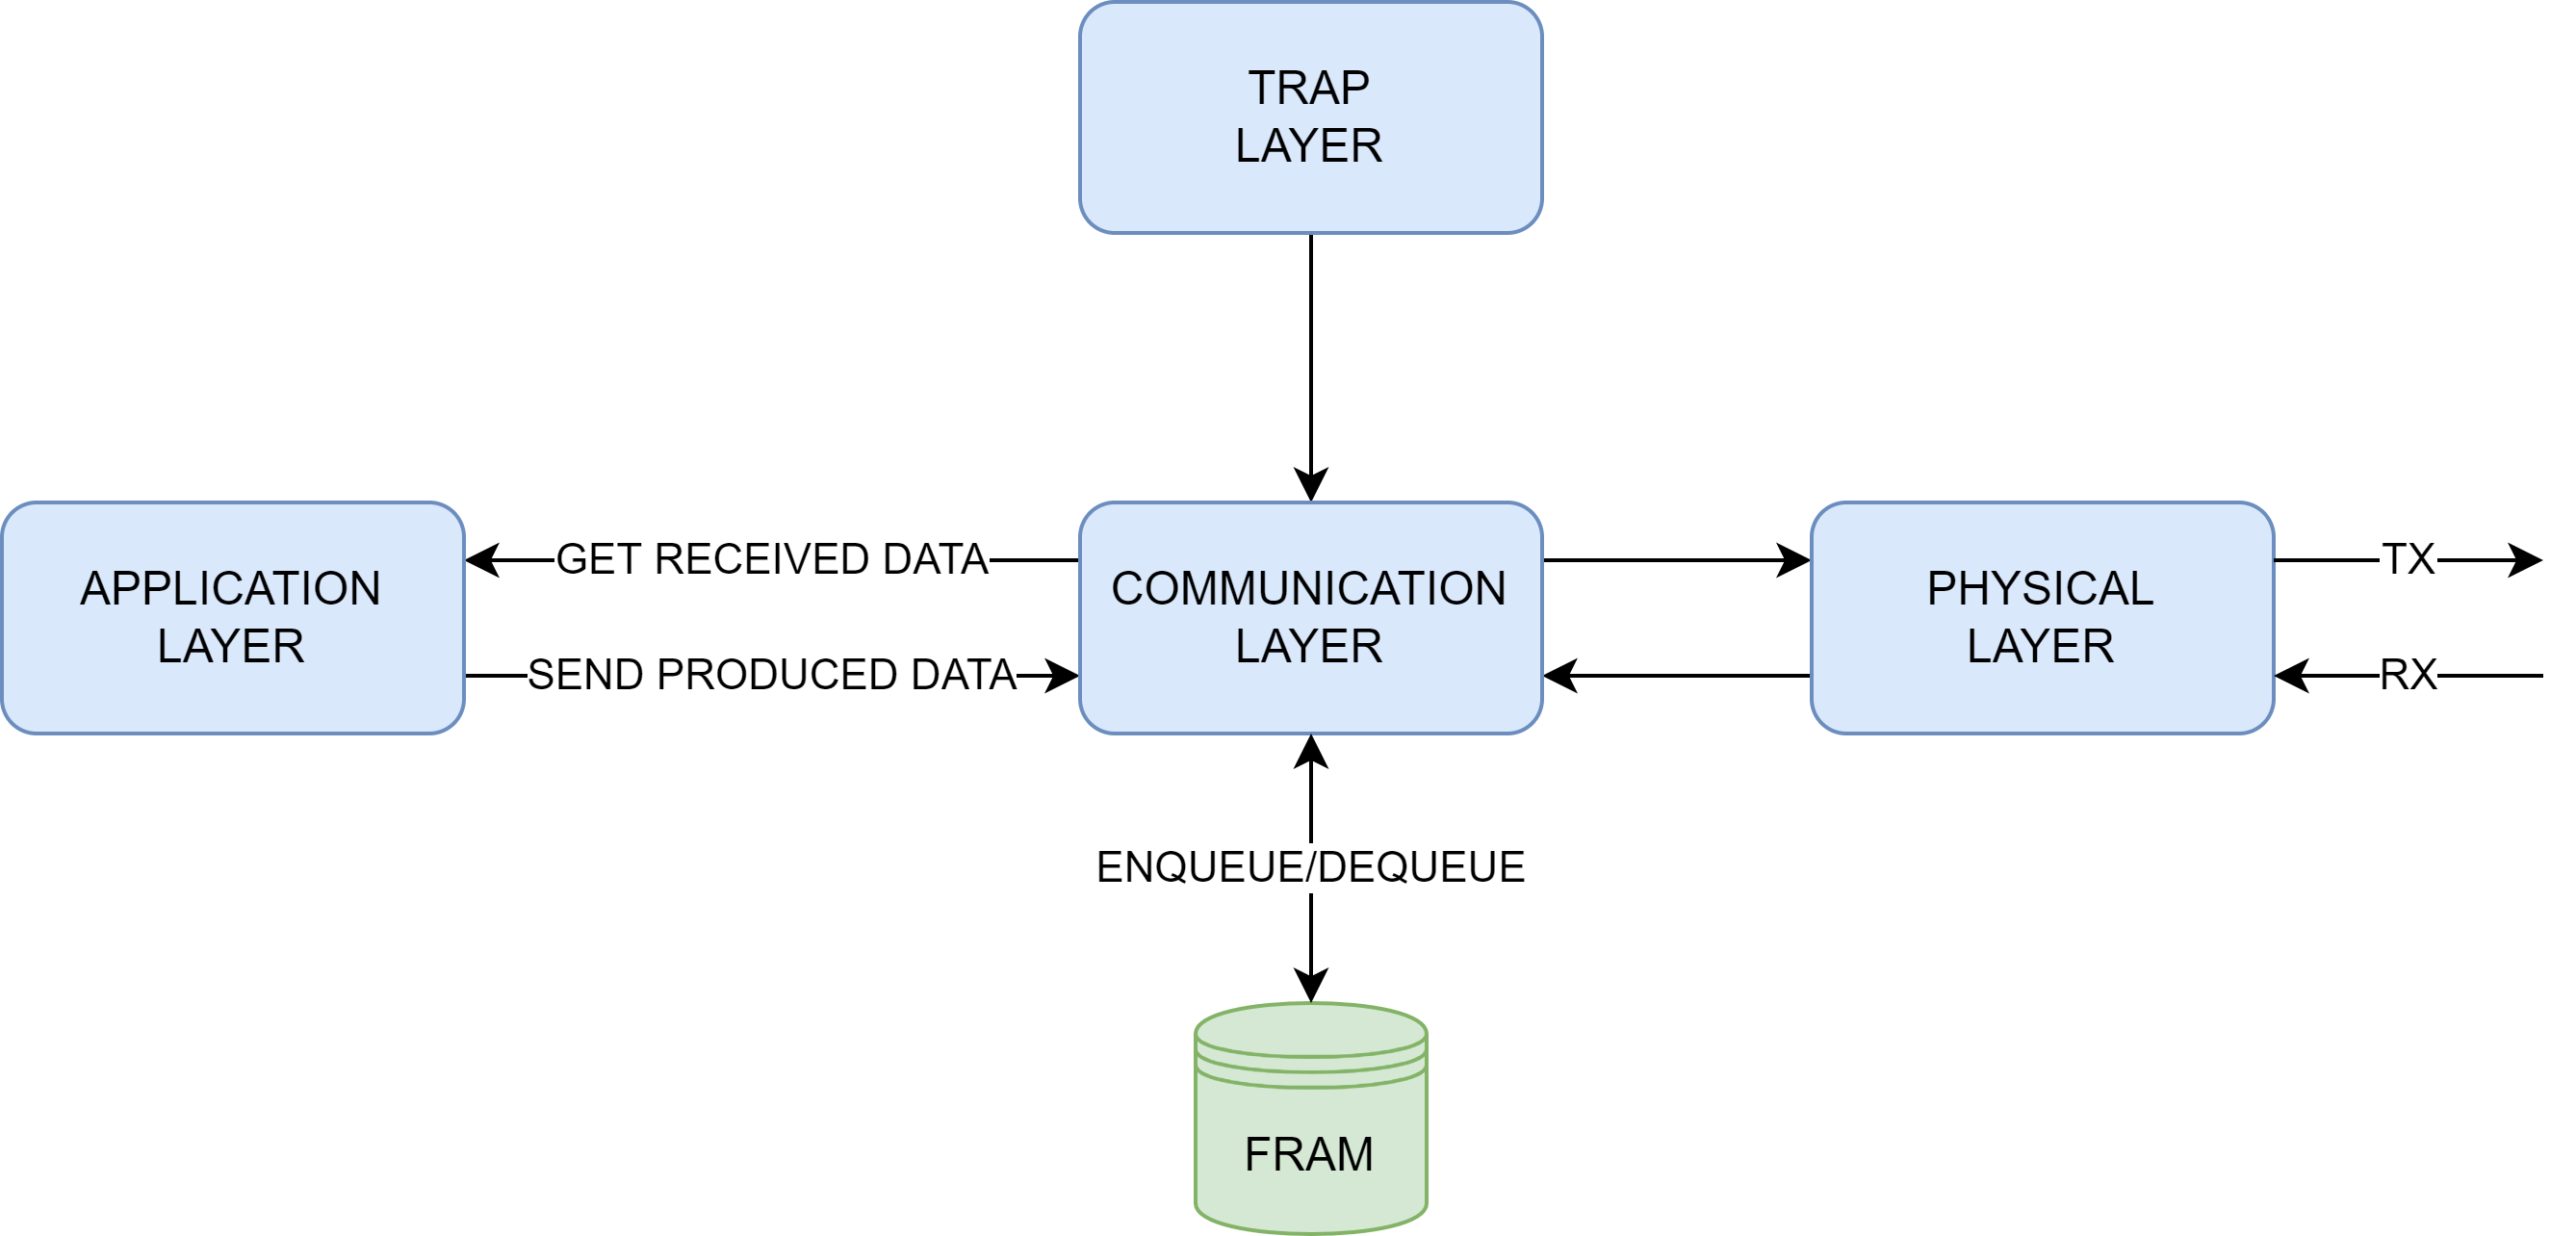 TRAP
LAYER
GET RECEIVED DATA
APPLICATION
LAYER
SEND PRODUCED DATA
COMMUNICATION
LAYER
PHYSICAL
LAYER
TX
RX
ENQUEUE/DEQUEUE
FRAM